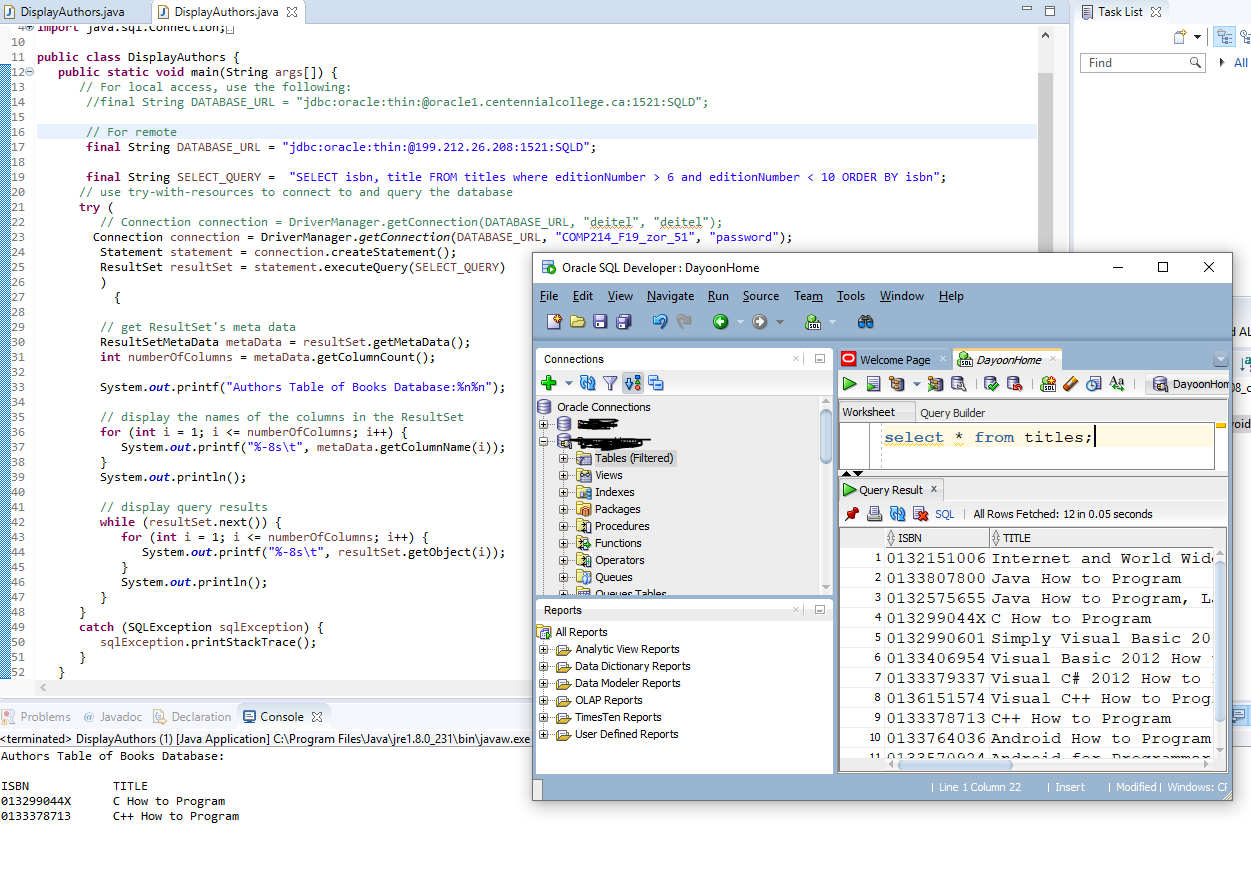 DisplayAuthors.java
DisplayAuthors.java
Task List
Find
All
4 import java.sql.Connection;
10
11 public class DisplayAuthors {
12 public static void main(String args[]) {
13 // For local access, use the following:
14 //final String DATABASE_URL = "jdbc:oracle:thin:@oracle1.centennialcollege.ca:1521:SQLD";
15
16 // For remote
17 final String DATABASE_URL = "jdbc:oracle:thin:@199.212.26.208:1521:SQLD";
18
19 final String SELECT_QUERY =  "SELECT isbn, title FROM titles where editionNumber > 6 and editionNumber < 10 ORDER BY isbn";
20 // use try-with-resources to connect to and query the database
21 try (
22 // Connection connection = DriverManager.getConnection(DATABASE_URL, "deitel", "deitel");
23 Connection connection = DriverManager.getConnection(DATABASE_URL, "COMP214_F19_zor_51", "password");
24 Statement statement = connection.createStatement();
25 ResultSet resultSet = statement.executeQuery(SELECT_QUERY)
26 )
27 {
28
29 // get ResultSet's meta data
30 ResultSetMetaData metaData = resultSet.getMetaData();
31 int numberOfColumns = metaData.getColumnCount();
32
33 System.out.printf("Authors Table of Books Database:%n%n");
34
35 // display the names of the columns in the ResultSet
36 for (int i = 1; i <= numberOfColumns; i++) {
37 System.out.printf("%-8s\t", metaData.getColumnName(i));
38 }
39 System.out.println();
40
41 // display query results
42 while (resultSet.next()) {
43 for (int i = 1; i <= numberOfColumns; i++) {
44 System.out.printf("%-8s\t", resultSet.getObject(i));
45 }
46 System.out.println();
47 }
48 }
49 catch (SQLException sqlException) {
50 sqlException.printStackTrace();
51 }
52 }
Problems @ Javadoc Declaration Console
<terminated> DisplayAuthors (1) [Java Application] C:\Program Files\Java\jre1.8.0_231\bin\javaw.exe
Authors Table of Books Database:
ISBN TITLE
013299044X C How to Program
0133378713 C++ How to Program
Oracle SQL Developer : DayoonHome
File Edit View Navigate Run Source Team Tools Window Help
Connections
Oracle Connections
Tables (Filtered)
Views
Indexes
Packages
Procedures
Functions
Operators
Queues
Queues Tables
Reports
All Reports
Analytic View Reports
Data Dictionary Reports
Data Modeler Reports
OLAP Reports
TimesTen Reports
User Defined Reports
Welcome Page DayoonHome
DayoonHom
Worksheet Query Builder
select * from titles;
Query Result
SQL | All Rows Fetched: 12 in 0.05 seconds
ISBN TITLE
1 0132151006 Internet and World Wid
2 0133807800 Java How to Program
3 0132575655 Java How to Program, La
4 013299044X C How to Program
5 0132990601 Simply Visual Basic 20
6 0133406954 Visual Basic 2012 How
7 0133379337 Visual C# 2012 How to
8 0136151574 Visual C++ How to Prog
9 0133378713 C++ How to Program
10 0133764036 Android How to Program
11 0133570924 Android for Programmer
| Line 1 Column 22 | Insert | Modified | Windows: CF